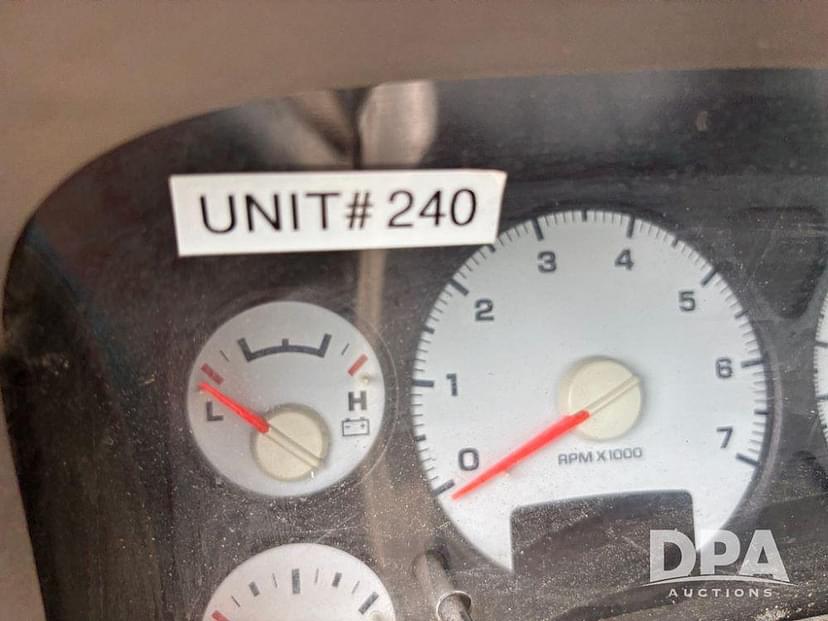 UNIT# 240
3 4
2 5
1 6
0 7
RPM X1000
L H
DPA
AUCTIONS